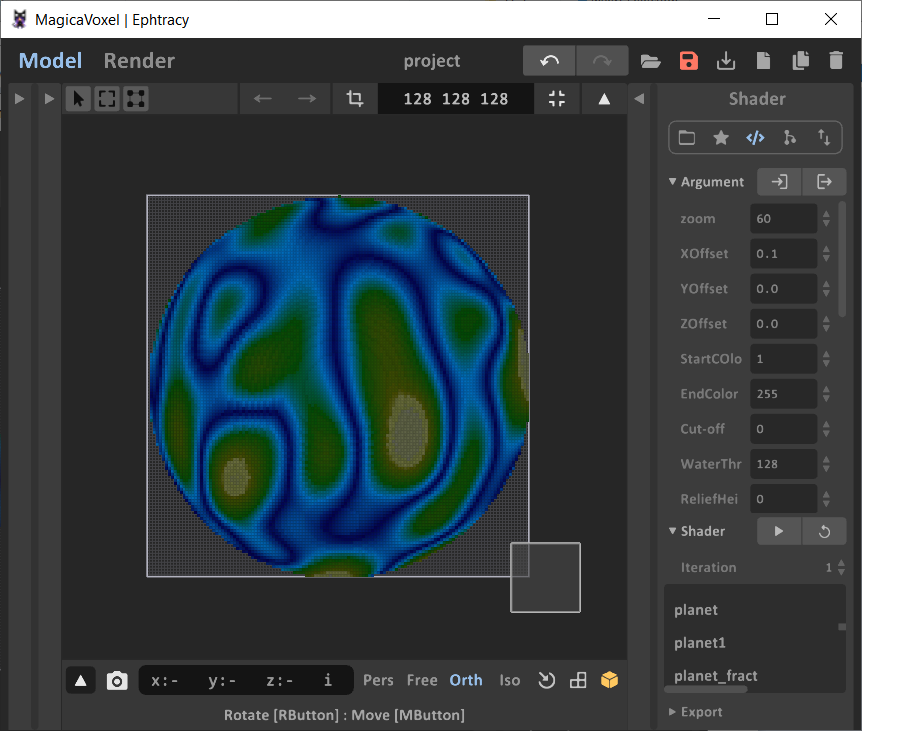 MagicaVoxel | Ephtracy
Model Render project
128 128 128
Shader
Argument
zoom 60
XOffset 0.1
YOffset 0.0
ZOffset 0.0
StartCOlo 1
EndColor 255
Cut-off 0
WaterThr 128
ReliefHei 0
Shader
Iteration 1
planet
planet1
planet_fract
Export
x:- y:- z:- i Pers Free Orth Iso
Rotate [RButton] : Move [MButton]